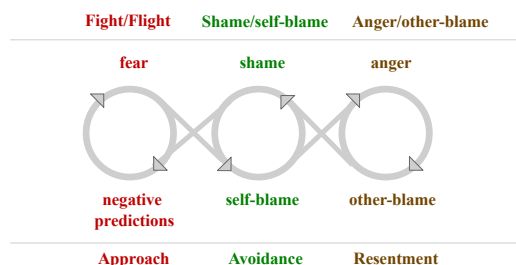 Fight/Flight Shame/self-blame Anger/other-blame
fear shame anger
negative predictions self-blame other-blame
Approach Avoidance Resentment